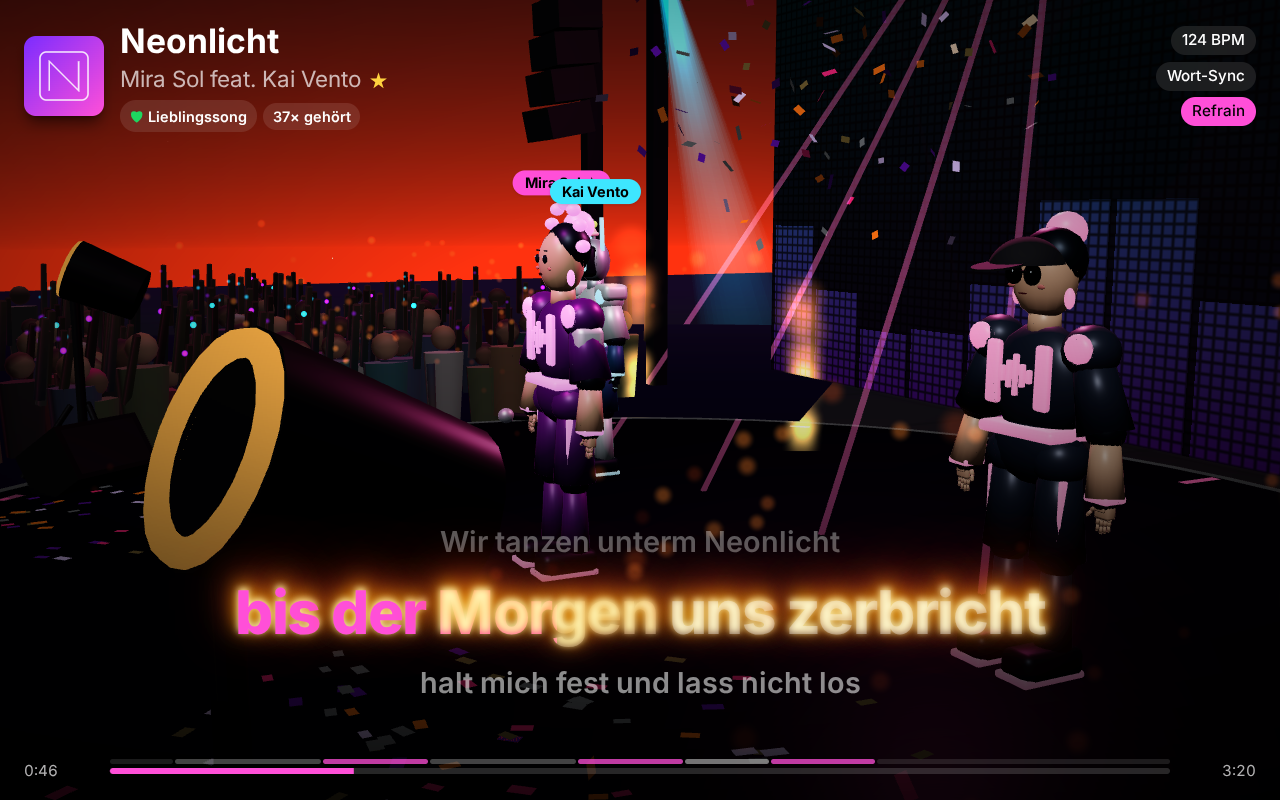 Neonlicht
Mira Sol feat. Kai Vento ★
Lieblingssong
37× gehört
124 BPM
Wort-Sync
Refrain
N
Mira
Kai Vento
Wir tanzen unterm Neonlicht
bis der Morgen uns zerbricht
halt mich fest und lass nicht los
0:46
3:20